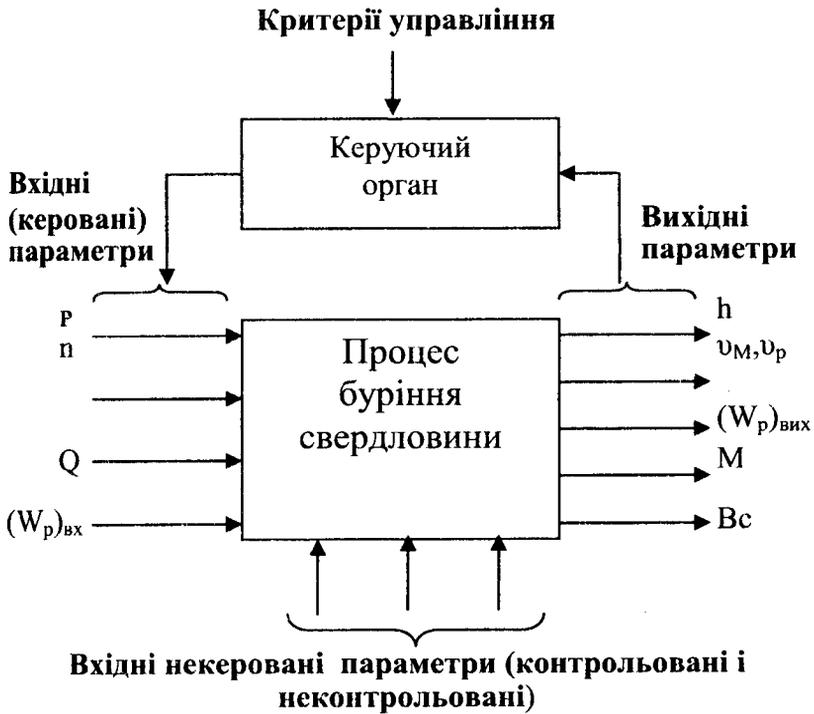 Критерії управління
Керуючий
орган
Вхідні
(керовані)
параметри
Вихідні
параметри
P
n
Q
(Wp)вх
Процес
буріння
свердловини
h
υM,υp
(Wp)вих
M
Bc
Вхідні некеровані параметри (контрольовані і
неконтрольовані)